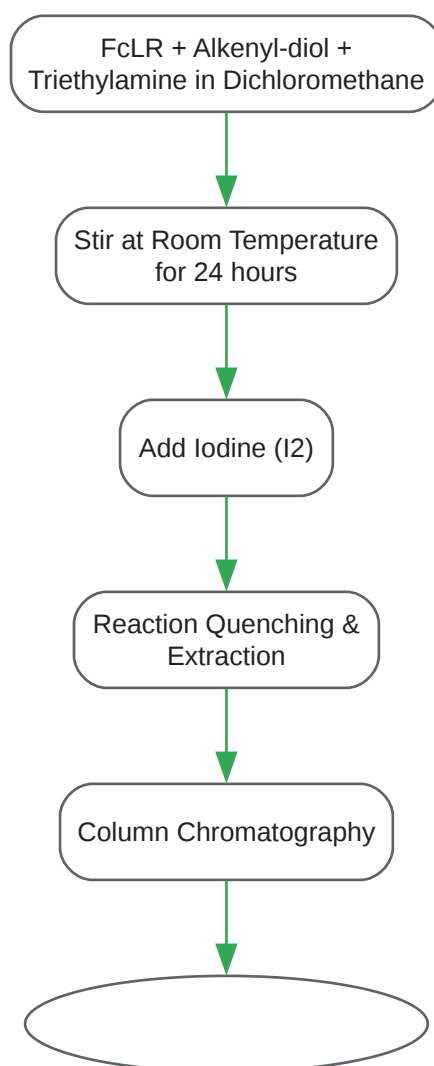 FcLR + Alkenyl-diol +
Triethylamine in Dichloromethane
Stir at Room Temperature
for 24 hours
Add Iodine (I2)
Reaction Quenching &
Extraction
Column Chromatography